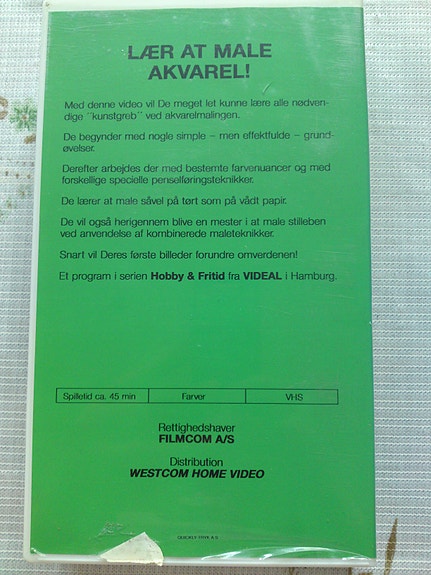 LÆR AT MALE
AKVAREL!
Med denne video vil De meget let kunne lære alle nødven-
dige "kunstgreb" ved akvarelmalingen.
De begynder med nogle simple – men effektfulde – grund-
øvelser.
Derefter arbejdes der med bestemte farvenuancer og med
forskellige specielle penselføringsteknikker.
De lærer at male såvel på tørt som på vådt papir.
De vil også herigennem blive en mester i at male stilleben
ved anvendelse af kombinerede maleteknikker.
Snart vil Deres første billeder forundre omverdenen!
Et program i serien Hobby & Fritid fra VIDEAL i Hamburg.
Spilletid ca. 45 min Farver VHS
Rettighedshaver
FILMCOM A/S
Distribution
WESTCOM HOME VIDEO
QUICKLY TRYK A/S